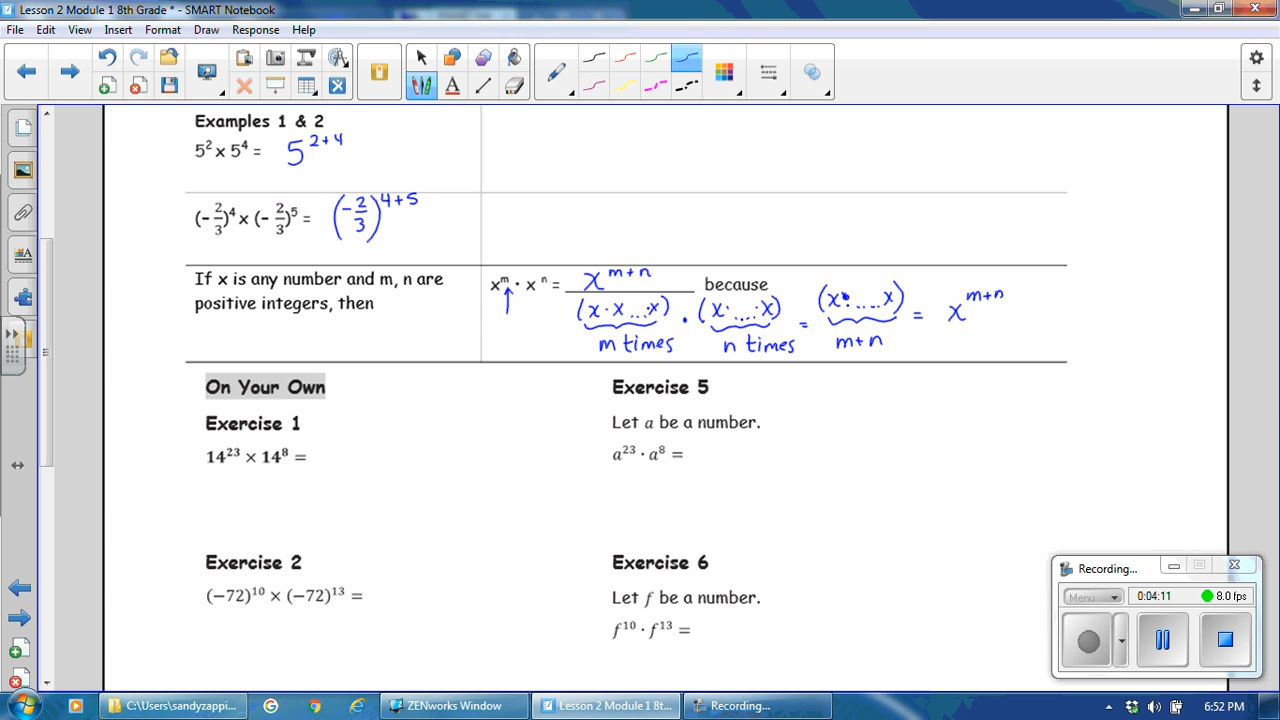 Lesson 2 Module 1 8th Grade * - SMART Notebook
File Edit View Insert Format Draw Response Help
Examples 1 & 2
5² x 5⁴ = 5²⁺⁴
(-2/3)⁴ x (-2/3)⁵ = (-2/3)⁴⁺⁵
If x is any number and m, n are
positive integers, then
xᵐ · xⁿ = xᵐ⁺ⁿ because
(x · x ...· x) · (x · ...· x) = (x · .... x) = xᵐ⁺ⁿ
m times n times m+n
On Your Own
Exercise 1
14²³ × 14⁸ =
Exercise 5
Let a be a number.
a²³ · a⁸ =
Exercise 2
(−72)¹⁰ × (−72)¹³ =
Exercise 6
Let f be a number.
f¹⁰ · f¹³ =
Recording...
Menu 0:04:11 8.0 fps
C:\Users\sandyzappi... ZENworks Window Lesson 2 Module 1 8t... Recording... 6:52 PM